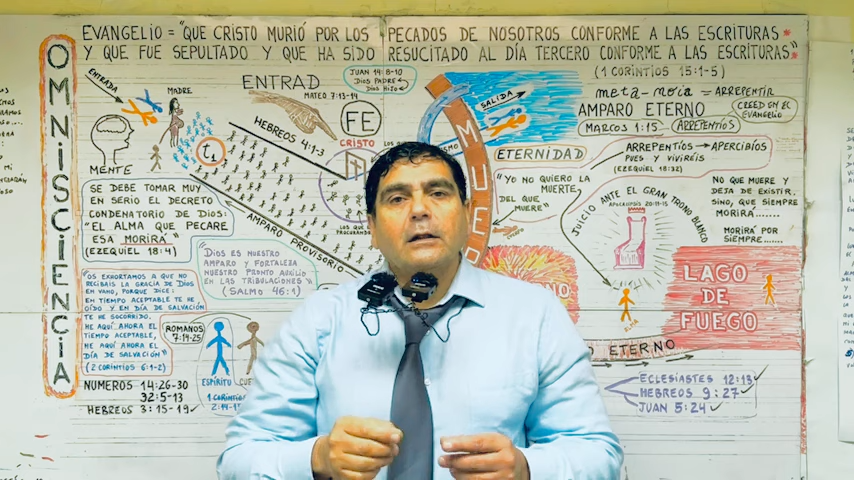 EVANGELIO = "QUE CRISTO MURIÓ POR LOS PECADOS DE NOSOTROS CONFORME A LAS ESCRITURAS*
Y QUE FUE SEPULTADO Y QUE HA SIDO RESUCITADO AL DÍA TERCERO CONFORME A LAS ESCRITURAS"*
(1 CORINTIOS 15:1-5)
OMNISCIENCIA
ENTRADA
MADRE
MENTE
t1
ENTRAD
MATEO 7:13-14
HEBREOS 4:1-3
JUAN 14:8-10
DIOS PADRE
DIOS HIJO
FE
CRISTO
AMPARO PROVISORIO
SALIDA
ETERNIDAD
meta-noia = ARREPENTIR
AMPARO ETERNO
CREED EN EL
EVANGELIO
MARCOS 1:15
ARREPENTÍOS
ARREPENTÍOS → APERCIBÍOS
PUES Y VIVIRÉIS
(EZEQUIEL 18:32)
"YO NO QUIERO LA
MUERTE
DEL QUE
MUERE"
JUICIO ANTE EL GRAN TRONO BLANCO
APOCALIPSIS 20:11-15
NO QUE MUERE Y
DEJA DE EXISTIR.
SINO, QUE SIEMPRE
MORIRÁ.......
MORIRÁ POR
SIEMPRE....
SE DEBE TOMAR MUY
EN SERIO EL DECRETO
CONDENATORIO DE DIOS:
"EL ALMA QUE PECARE
ESA MORIRÁ"
(EZEQUIEL 18:4)
DIOS ES NUESTRO
AMPARO Y FORTALEZA
NUESTRO PRONTO AUXILIO
EN LAS TRIBULACIONES"
(SALMO 46:1)
"OS EXHORTAMOS A QUE NO
RECIBÁIS LA GRACIA DE DIOS
EN VANO, PORQUE DICE:
EN TIEMPO ACEPTABLE TE HE
OÍDO Y EN DÍA DE SALVACIÓN
TE HE SOCORRIDO.
HE AQUÍ AHORA EL
TIEMPO ACEPTABLE,
HE AQUÍ AHORA EL
DÍA DE SALVACIÓN"
(2 CORINTIOS 6:1-2)
ROMANOS
7:14-25
ESPÍRITU
CUE
1 CORINTIOS
NÚMEROS 14:26-30
32:5-13
HEBREOS 3:15-19
LAGO
DE
FUEGO
ALMA
ETERNO
ECLESIASTES 12:13
HEBREOS 9:27
JUAN 5:24